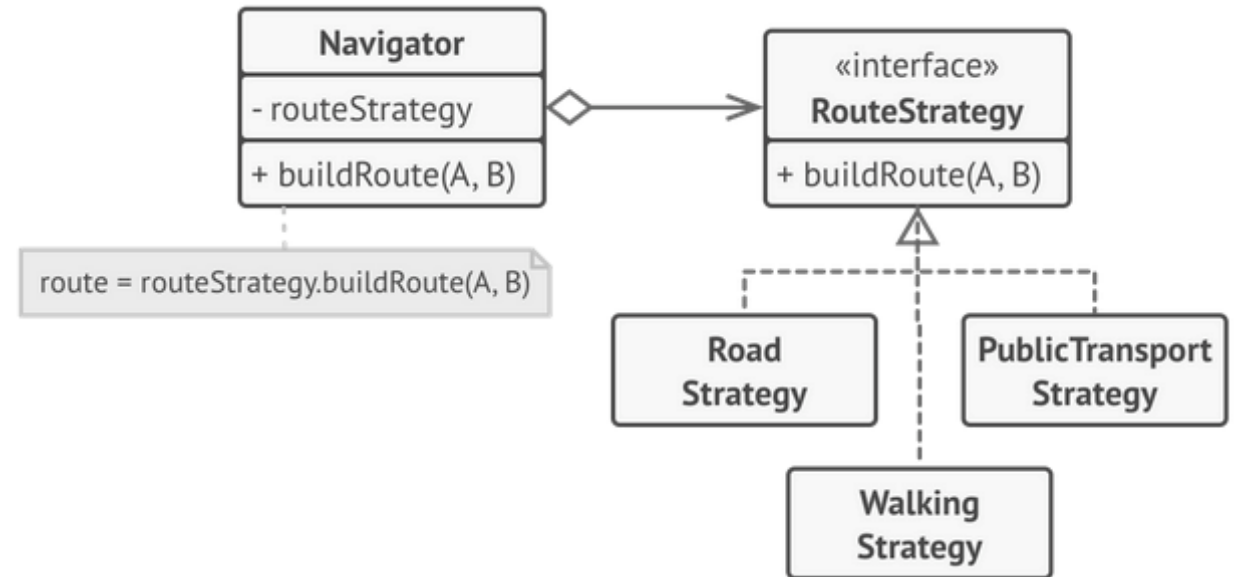 Navigator
- routeStrategy
+ buildRoute(A, B)
route = routeStrategy.buildRoute(A, B)
«interface»
RouteStrategy
+ buildRoute(A, B)
Road
Strategy
PublicTransport
Strategy
Walking
Strategy